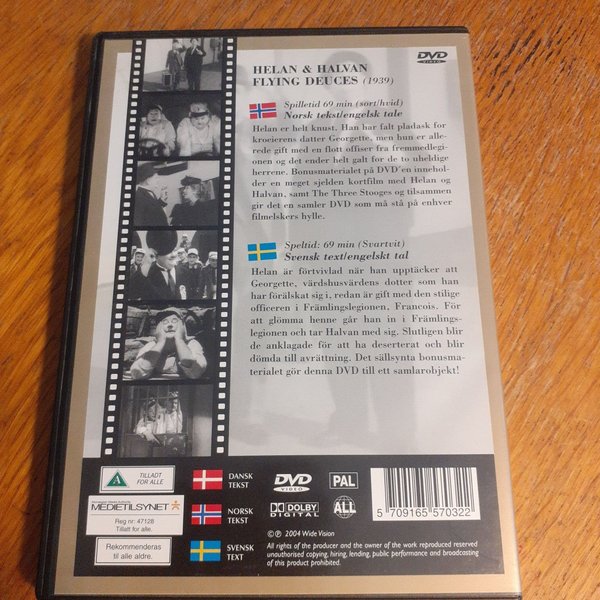 DVD
VIDEO
HELAN & HALVAN
FLYING DEUCES (1939)
Spilletid 69 min (sort/hvid)
Norsk tekst/engelsk tale
Helan er helt knust. Han har falt pladask for
krocierens datter Georgette, men hun er alle-
rede gift med en flott offiser fra fremmedlegi-
onen og det ender helt galt for de to uheldige
herrene. Bonusmaterialet på DVD'en innehol-
der en meget sjelden kortfilm med Helan og
Halvan, samt The Three Stooges og tilsammen
gir det en samler DVD som må stå på enhver
filmelskers hylle.
Speltid: 69 min (Svartvit)
Svensk text/engelskt tal
Helan är förtvivlad när han upptäcker att
Georgette, värdshusvärdens dotter som han
har förälskat sig i, redan är gift med den stilige
officeren i Främlingslegionen, Francois. För
att glömma henne går han in i Främlings-
legionen och tar Halvan med sig. Slutligen blir
de anklagade för att ha deserterat och blir
dömda till avrättning. Det sällsynta bonusma-
terialet gör denna DVD till ett samlarobjekt!
A
TILLADT
FOR ALLE
Norwegian Media Authority
MEDIETILSYNET
Reg nr: 47128
Tillatt for alle.
Rekommenderas
til alle aldre.
DANSK
TEKST
NORSK
TEKST
SVENSK
TEXT
DVD
VIDEO
PAL
DOLBY
DIGITAL
ALL
5 709165 570322
©℗ 2004 Wide Vision
All rights of the producer and the owner of the work reproduced reserved
unauthorised copying, hiring, lending, public performance and broadcasting
of this product prohibited.